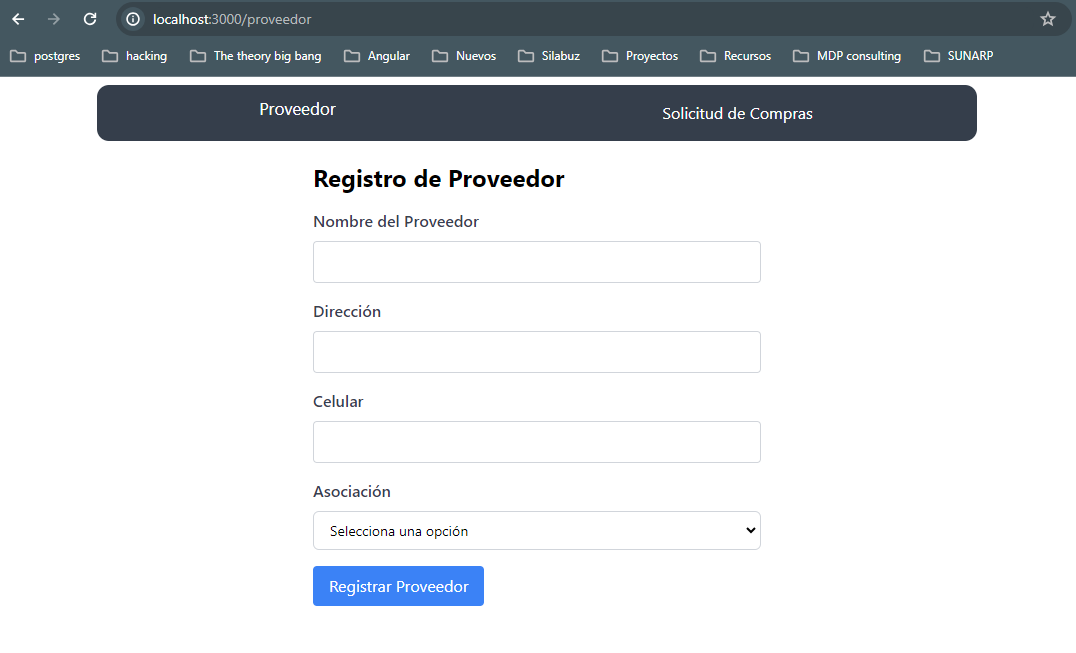 localhost:3000/proveedor
postgres hacking The theory big bang Angular Nuevos Silabuz Proyectos Recursos MDP consulting SUNARP
Proveedor Solicitud de Compras
Registro de Proveedor
Nombre del Proveedor
Dirección
Celular
Asociación
Selecciona una opción
Registrar Proveedor